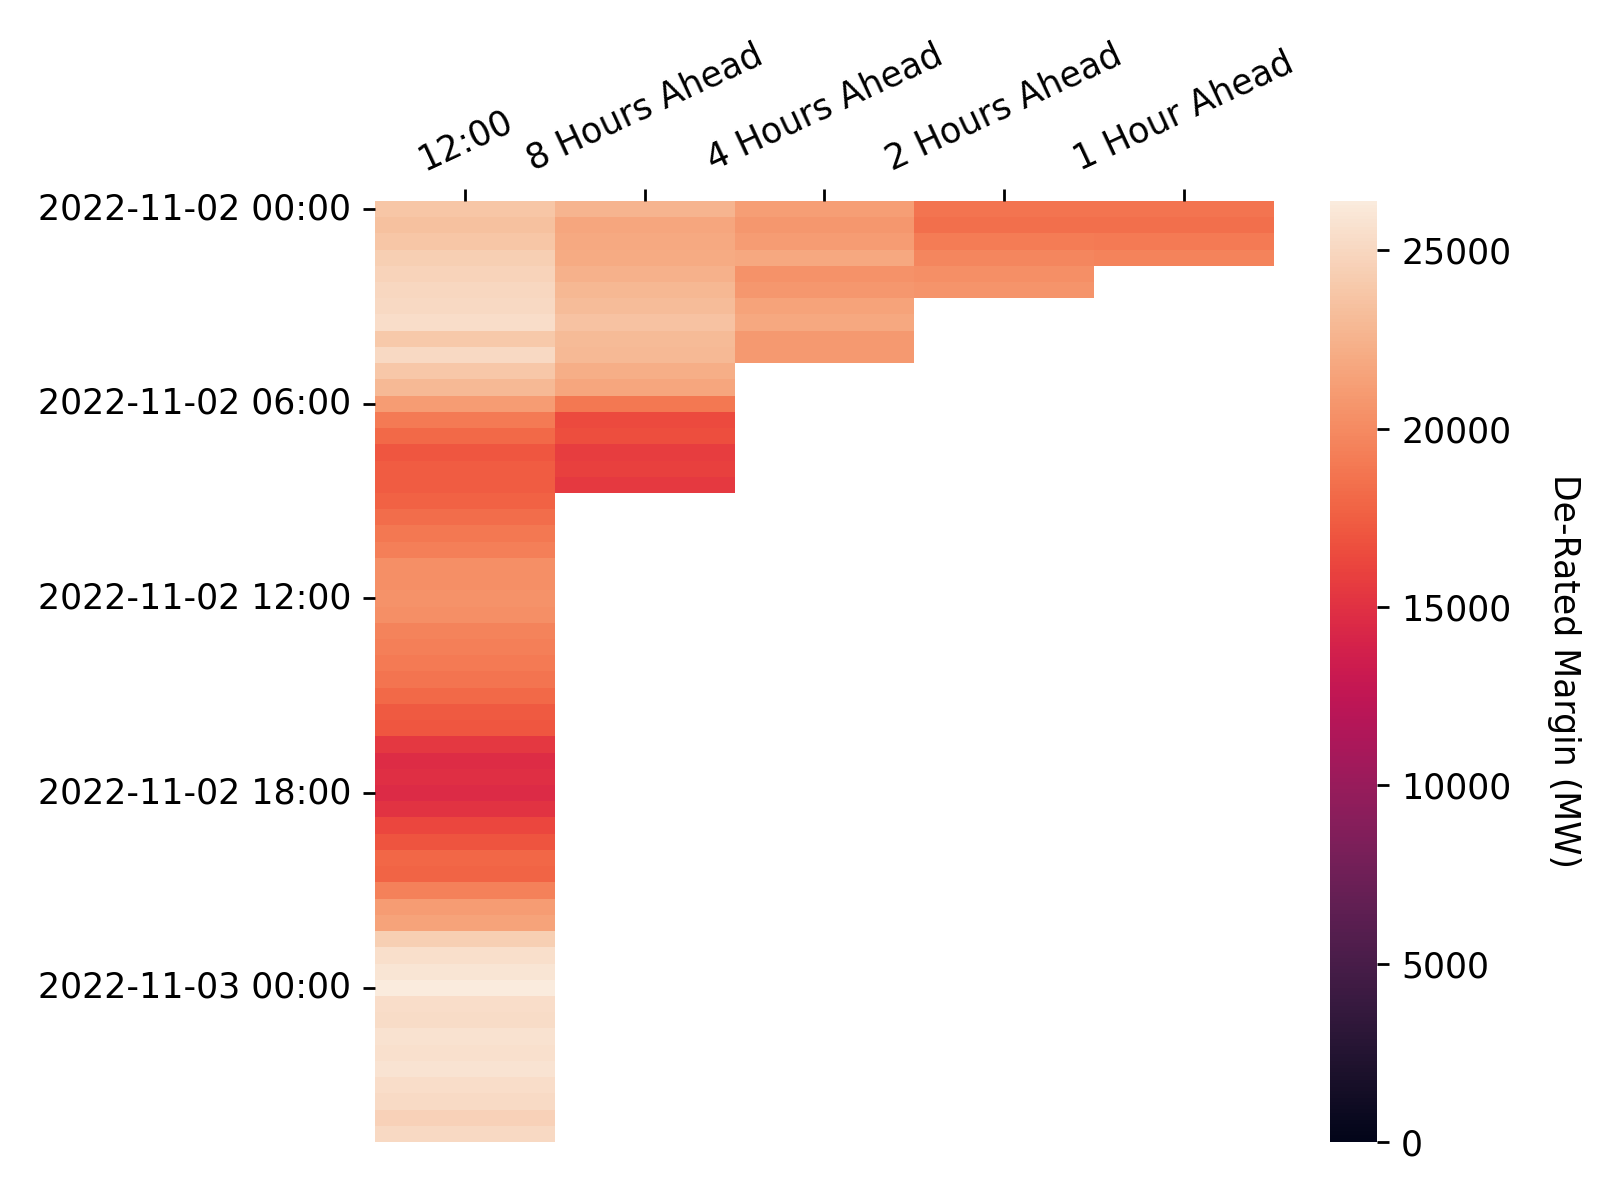 12:00
8 Hours Ahead
4 Hours Ahead
2 Hours Ahead
1 Hour Ahead
2022-11-02 00:00
2022-11-02 06:00
2022-11-02 12:00
2022-11-02 18:00
2022-11-03 00:00
25000
20000
15000
10000
5000
0
De-Rated Margin (MW)